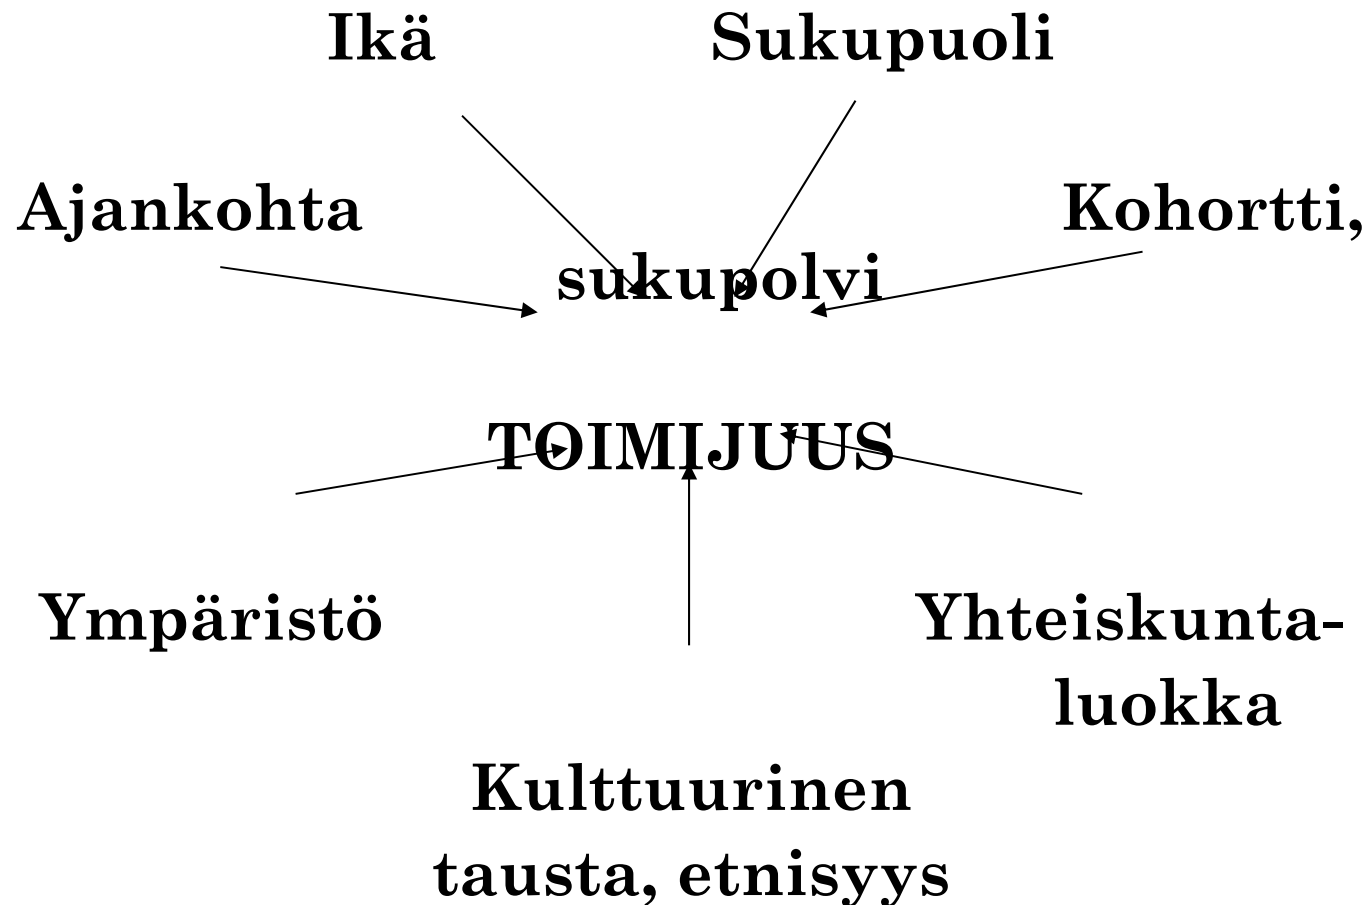 Ikä Sukupuoli
Ajankohta Kohortti,
sukupolvi
TOIMIJUUS
Ympäristö Yhteiskunta-
luokka
Kulttuurinen
tausta, etnisyys